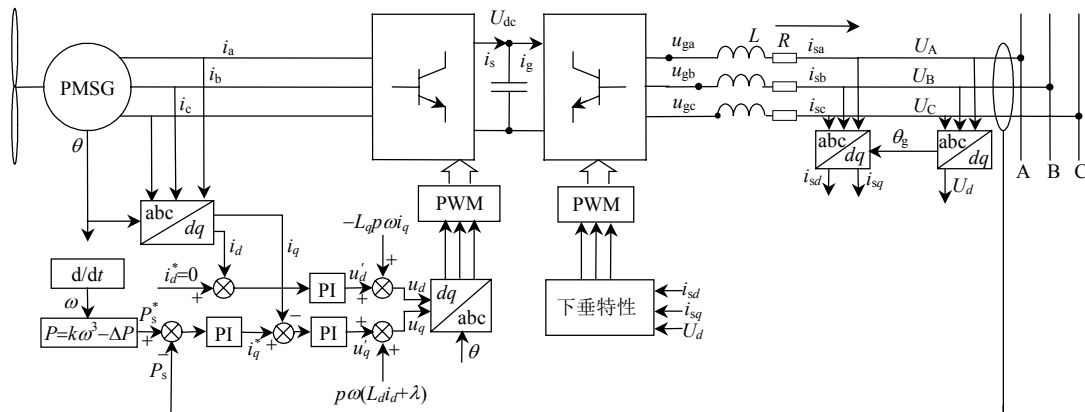 U_dc
i_a
i_s
i_g
u_ga
L
R
i_sa
U_A
i_b
u_gb
i_sb
U_B
PMSG
i_c
u_gc
i_sc
U_C
θ
abc
dq
θ_g
abc
dq
A
B
C
i_sd
i_sq
U_d
PWM
PWM
abc
dq
−L_q pωi_q
i_d
i_q
d/dt
i_d^*=0
+
PI
u_d'
+
+
u_d
dq
abc
下垂特性
i_sd
i_sq
U_d
ω
P=kω^3−ΔP
P_s^*
+
−
P_s
PI
i_q^*
−
+
PI
+
u_q'
+
u_q
θ
pω(L_d i_d+λ)